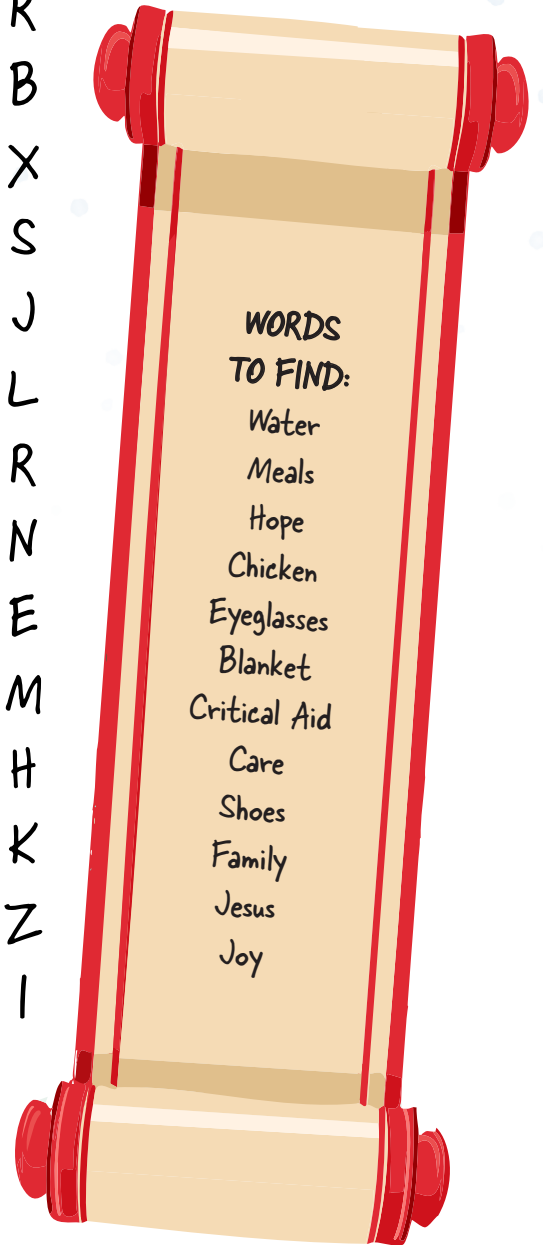 R
B
X
S
J
L
R
N
E
M
H
K
Z
I
WORDS
TO FIND:
Water
Meals
Hope
Chicken
Eyeglasses
Blanket
Critical Aid
Care
Shoes
Family
Jesus
Joy